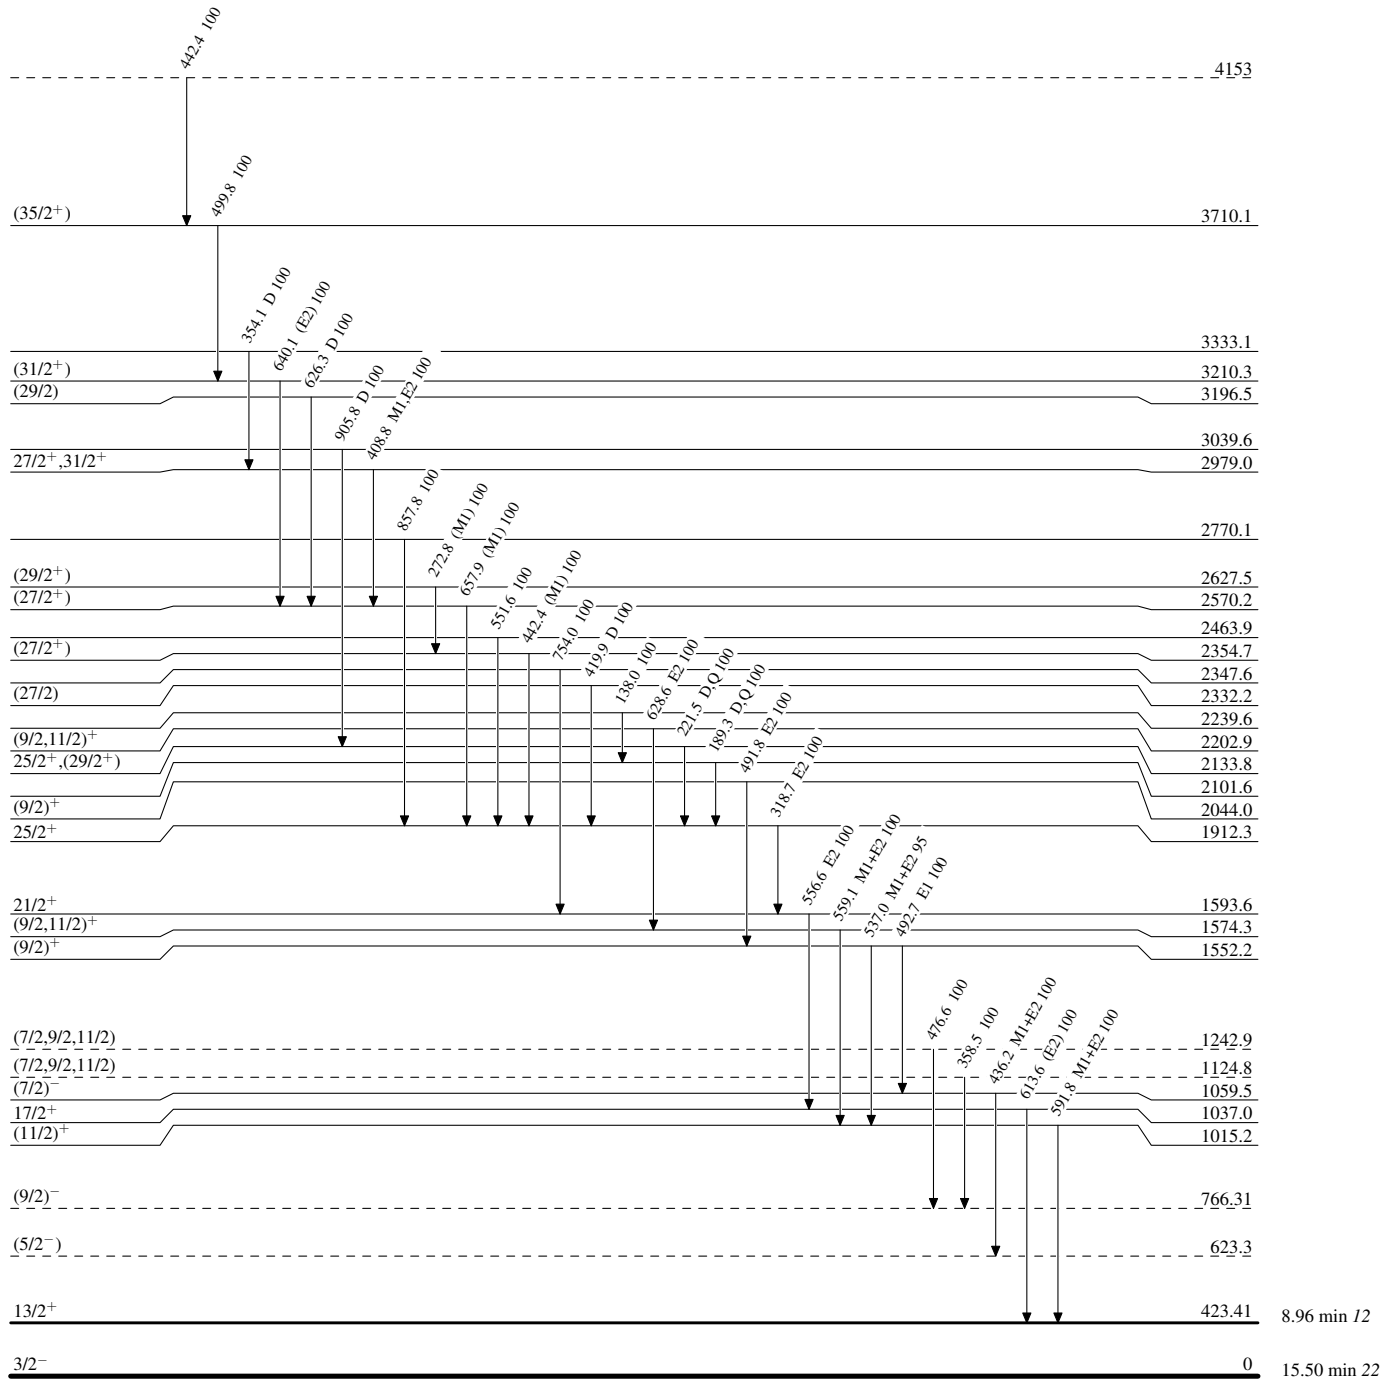 442.4 100
4153
499.8 100
(35/2+) 3710.1
354.1 D 100
640.1 (E2) 100
626.3 D 100
3333.1
(31/2+) 3210.3
(29/2) 3196.5
905.8 D 100
408.8 M1,E2 100
3039.6
27/2+,31/2+ 2979.0
857.8 100
2770.1
272.8 (M1) 100
657.9 (M1) 100
(29/2+) 2627.5
(27/2+) 2570.2
551.6 100
442.4 (M1) 100
754.0 100
419.9 D 100
2463.9
(27/2+) 2354.7
2347.6
(27/2) 2332.2
138.0 100
628.6 E2 100
221.5 D,Q 100
189.3 D,Q 100
491.8 E2 100
318.7 E2 100
2239.6
(9/2,11/2)+ 2202.9
25/2+,(29/2+) 2133.8
2101.6
(9/2)+ 2044.0
25/2+ 1912.3
556.6 E2 100
559.1 M1+E2 100
537.0 M1+E2 95
492.7 E1 100
21/2+ 1593.6
(9/2,11/2)+ 1574.3
(9/2)+ 1552.2
476.6 100
358.5 100
436.2 M1+E2 100
613.6 (E2) 100
591.8 M1+E2 100
(7/2,9/2,11/2) 1242.9
(7/2,9/2,11/2) 1124.8
(7/2)− 1059.5
17/2+ 1037.0
(11/2)+ 1015.2
(9/2)− 766.31
(5/2−) 623.3
13/2+ 423.41 8.96 min 12
3/2− 0 15.50 min 22